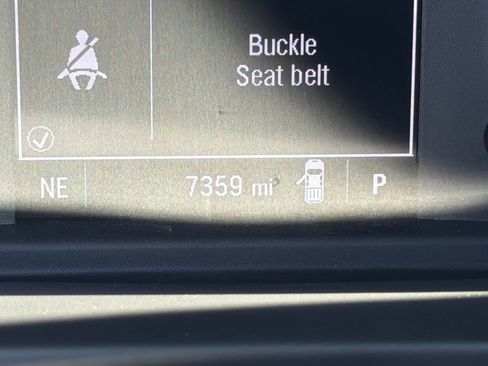 Buckle
Seat belt
NE 7359 mi P